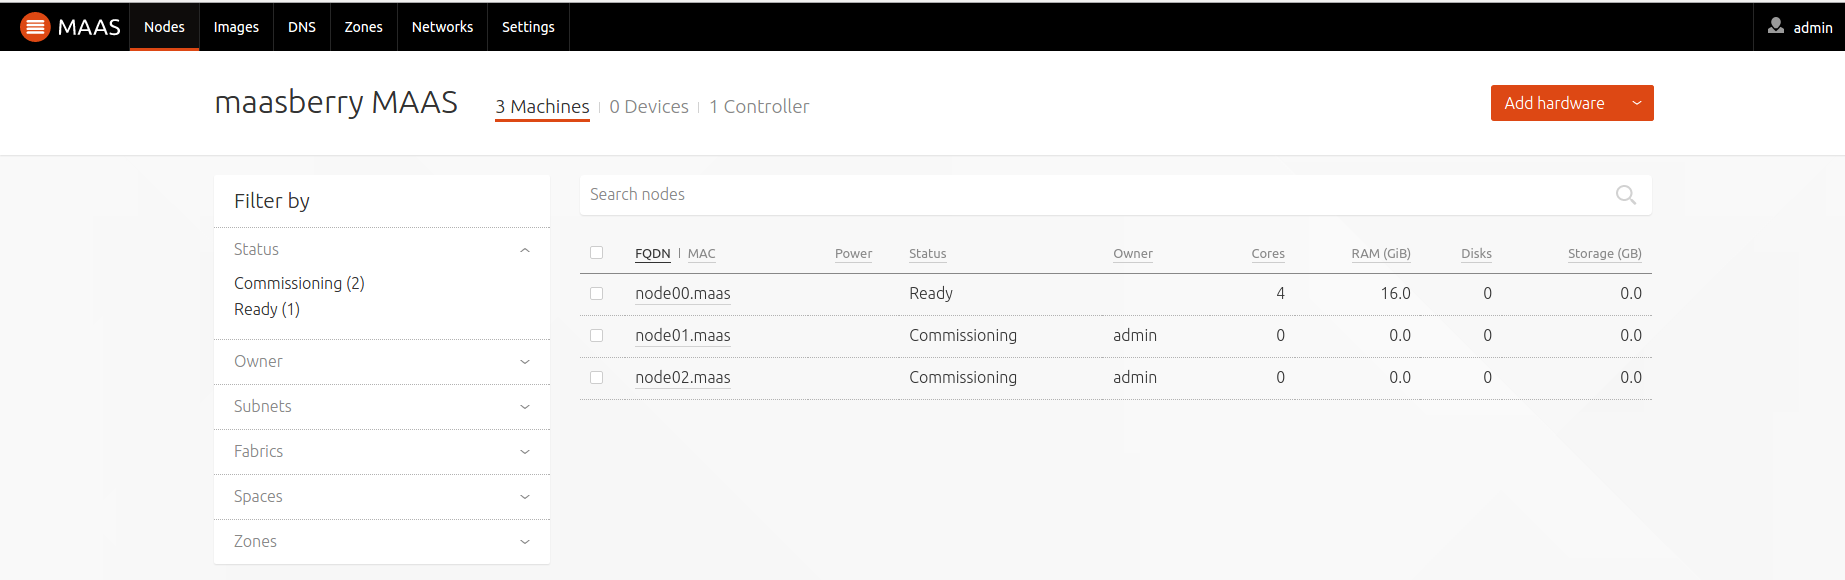 MAAS Nodes Images DNS Zones Networks Settings admin
maasberry MAAS 3 Machines 0 Devices 1 Controller Add hardware
Filter by
Status
Commissioning (2)
Ready (1)
Owner
Subnets
Fabrics
Spaces
Zones
Search nodes
FQDN | MAC Power Status Owner Cores RAM (GiB) Disks Storage (GB)
node00.maas Ready 4 16.0 0 0.0
node01.maas Commissioning admin 0 0.0 0 0.0
node02.maas Commissioning admin 0 0.0 0 0.0